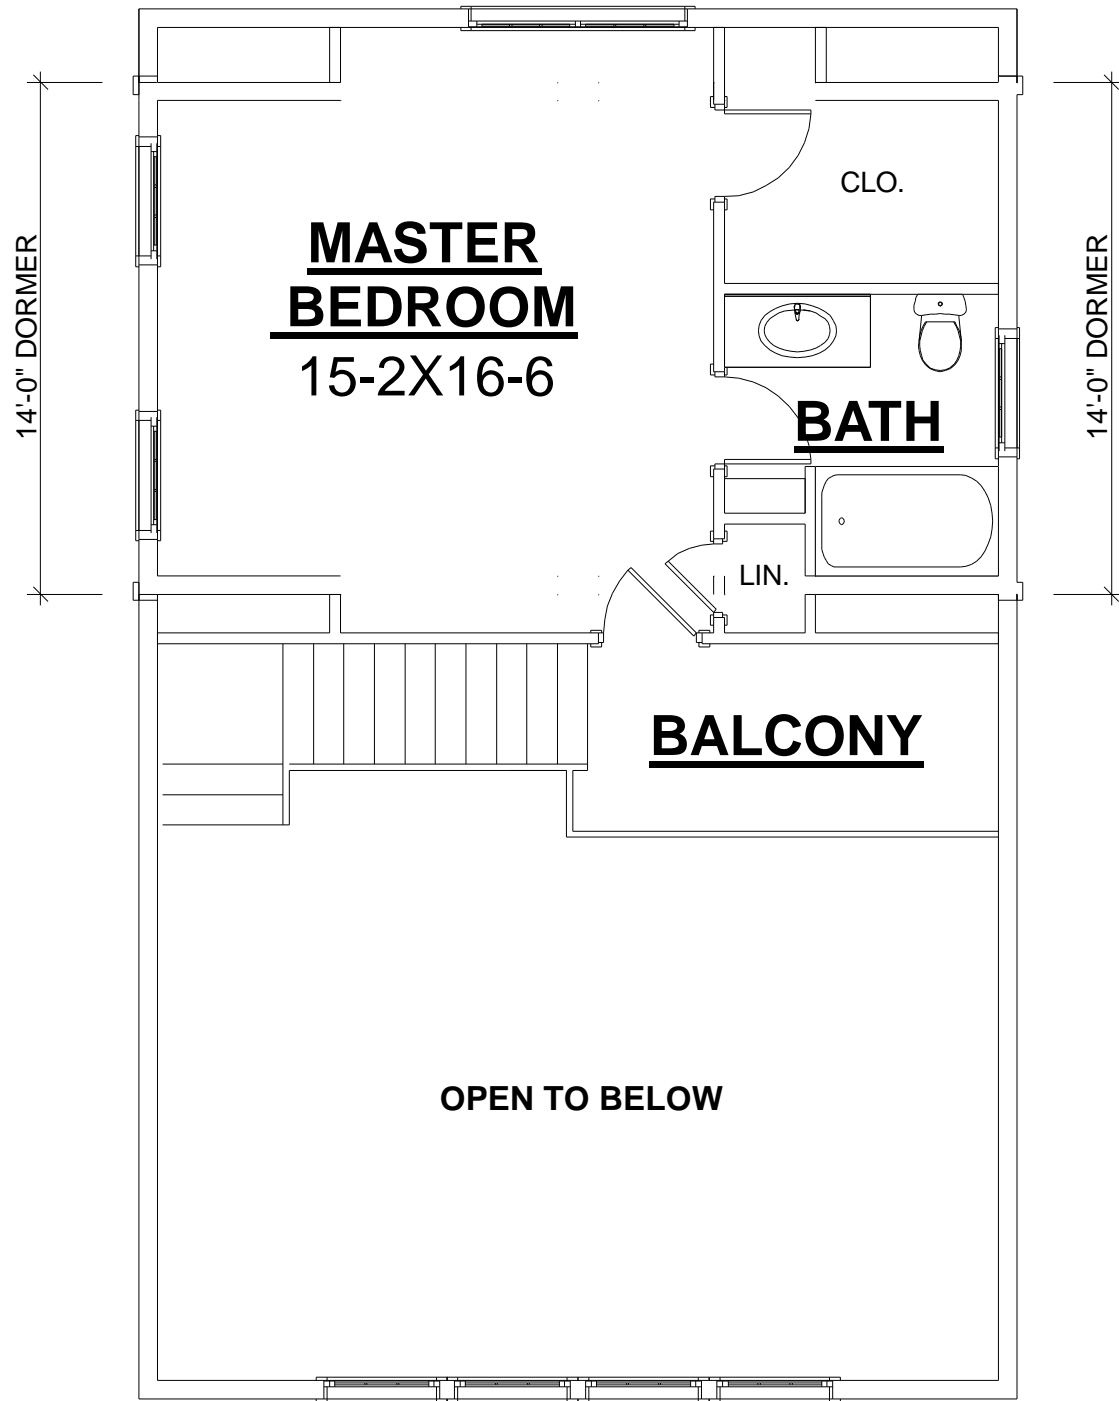 CLO.
MASTER
BEDROOM
15-2X16-6
14'-0" DORMER
14'-0" DORMER
BATH
LIN.
BALCONY
OPEN TO BELOW